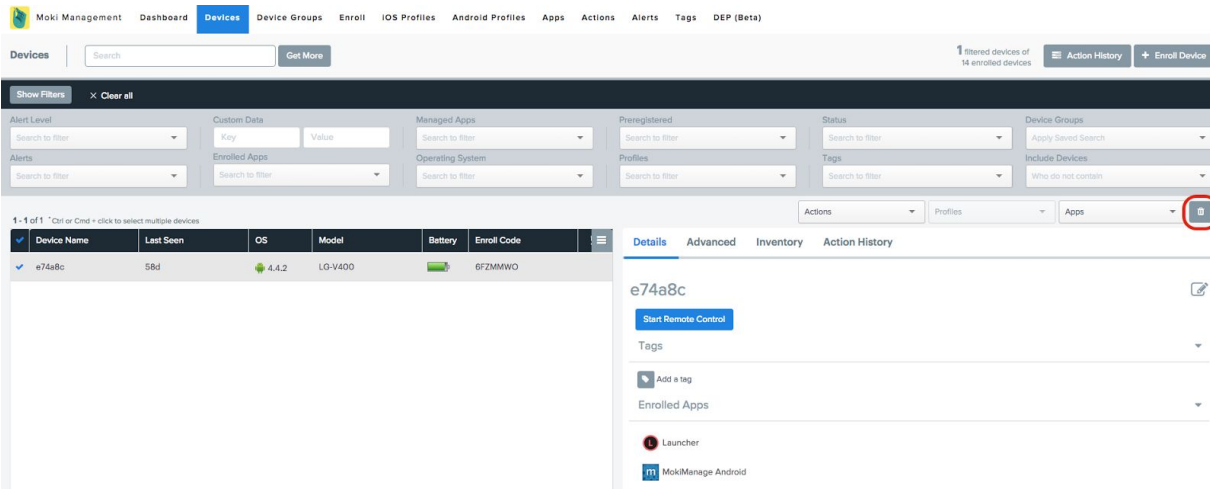 Moki Management Dashboard Devices Device Groups Enroll iOS Profiles Android Profiles Apps Actions Alerts Tags DEP (Beta)
Devices Search Get More 1 filtered devices of 14 enrolled devices Action History + Enroll Device
Show Filters × Clear all
Alert Level Custom Data Managed Apps Preregistered Status Device Groups
Search to filter Key Value Search to filter Search to filter Search to filter Apply Saved Search
Alerts Enrolled Apps Operating System Profiles Tags Include Devices
Search to filter Search to filter Search to filter Search to filter Search to filter Who do not contain
Actions Profiles Apps
1 - 1 of 1 *Ctrl or Cmd + click to select multiple devices
Device Name Last Seen OS Model Battery Enroll Code
e74a8c 58d 4.4.2 LG-V400 6FZMMWO
Details Advanced Inventory Action History
e74a8c
Start Remote Control
Tags
Add a tag
Enrolled Apps
L Launcher
m MokiManage Android